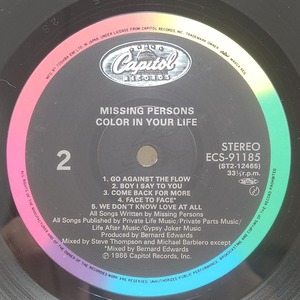 Capitol
RECORDS
MISSING PERSONS
COLOR IN YOUR LIFE
2
STEREO
ECS-91185
(ST2-12465)
33⅓ r.p.m.
1. GO AGAINST THE FLOW
2. BOY I SAY TO YOU
3. COME BACK FOR MORE
4. FACE TO FACE*
5. WE DON'T KNOW LOVE AT ALL
All Songs Written by Missing Persons
All Songs Published by Private Life Music/Private Parts Music/
Life After Music/Gypsy Joker Music
Produced by Bernard Edwards
Mixed by Steve Thompson and Michael Barbiero except
*Mixed by Bernard Edwards
℗1986 Capitol Records, Inc.